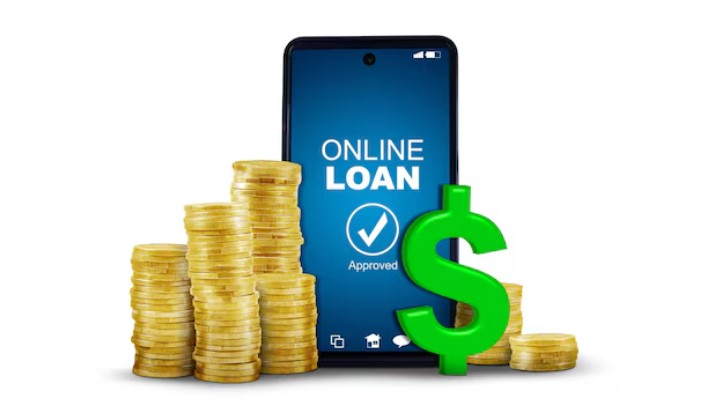 ONLINE
LOAN
Approved
$